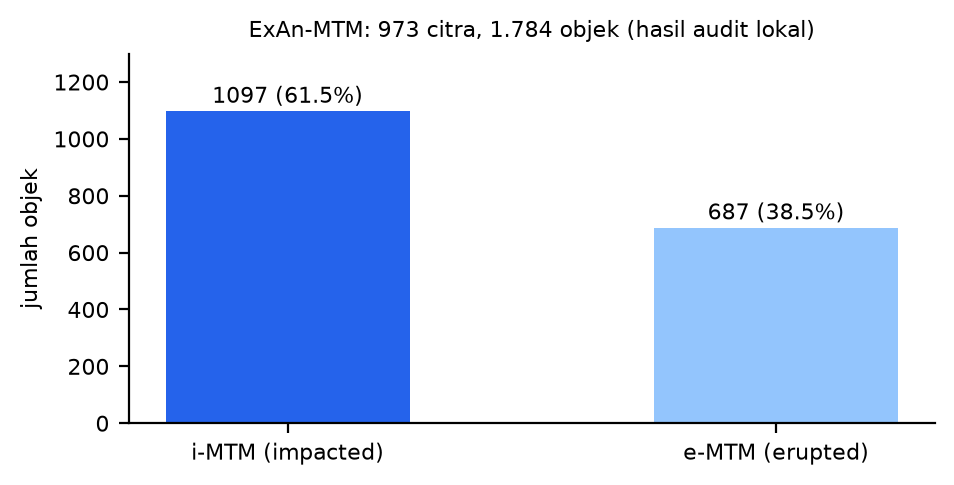 ExAn-MTM: 973 citra, 1.784 objek (hasil audit lokal)
jumlah objek
1200
1000
800
600
400
200
0
1097 (61.5%)
687 (38.5%)
i-MTM (impacted)
e-MTM (erupted)